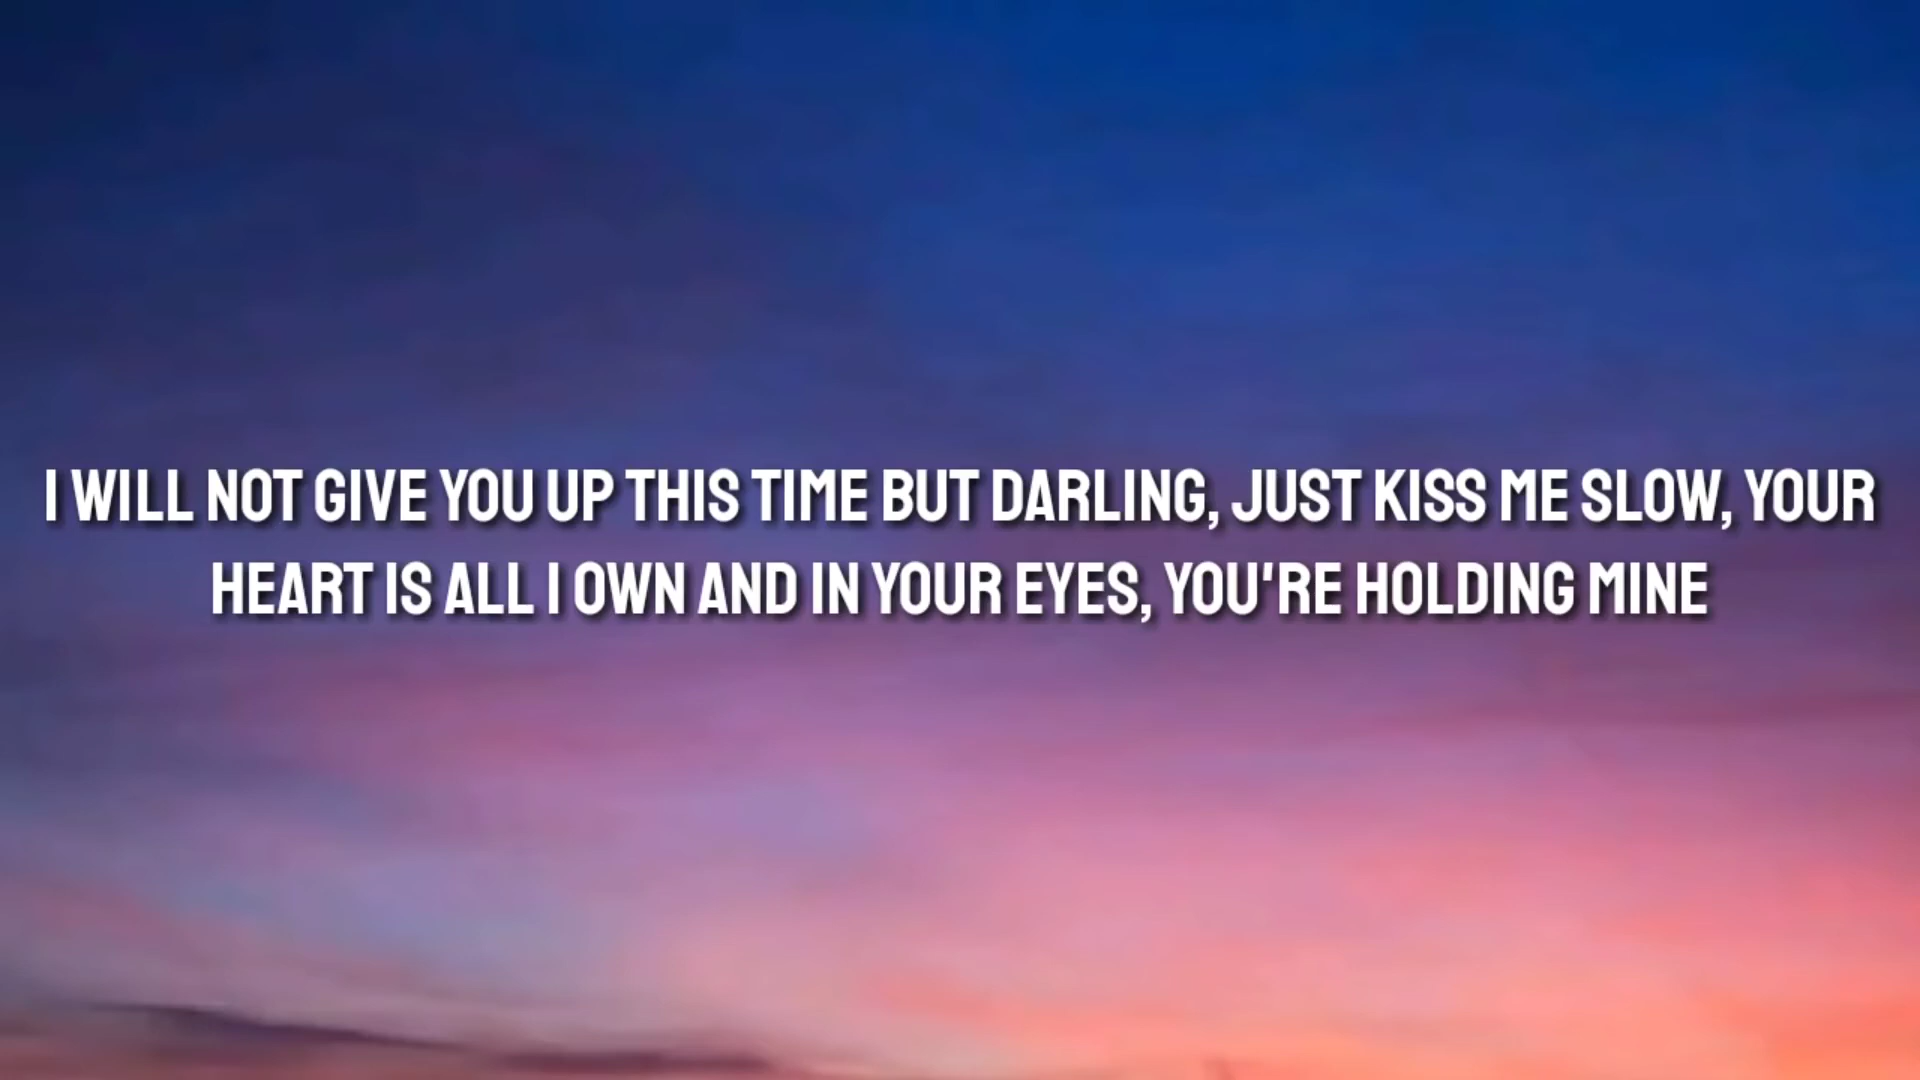 I WILL NOT GIVE YOU UP THIS TIME BUT DARLING, JUST KISS ME SLOW, YOUR
HEART IS ALL I OWN AND IN YOUR EYES, YOU'RE HOLDING MINE